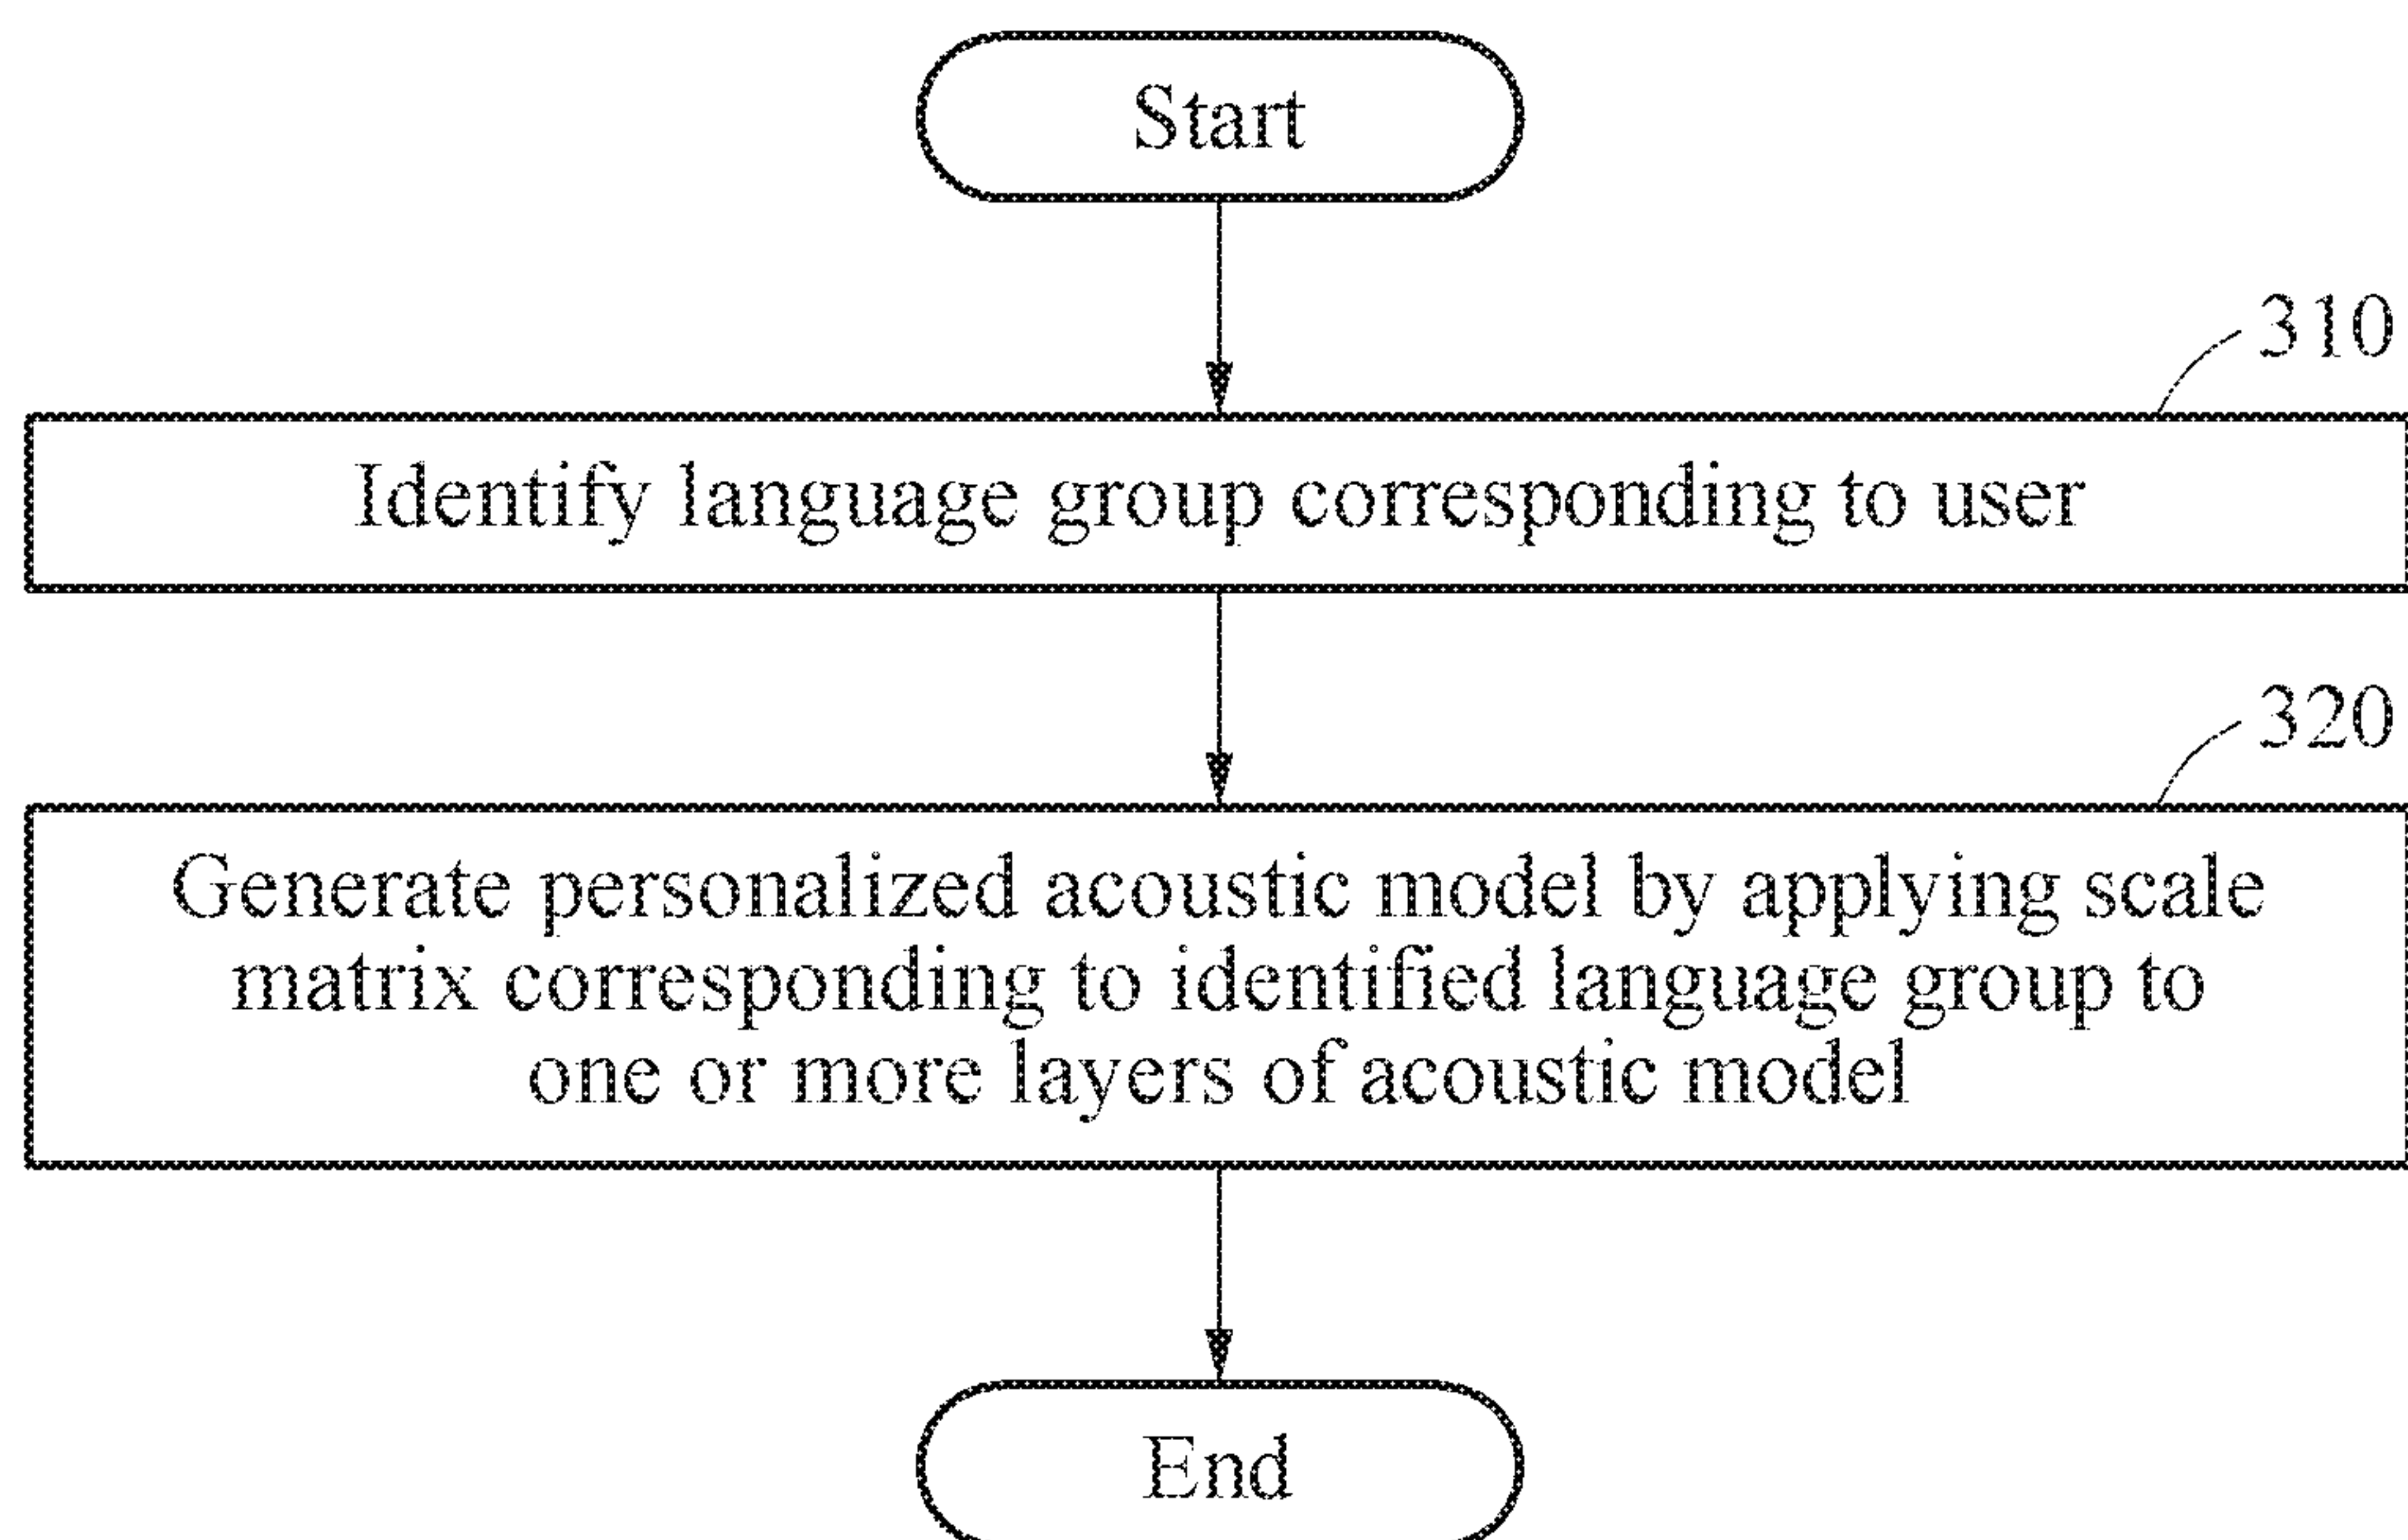 Start
310
Identify language group corresponding to user
320
Generate personalized acoustic model by applying scale
matrix corresponding to identified language group to
one or more layers of acoustic model
End